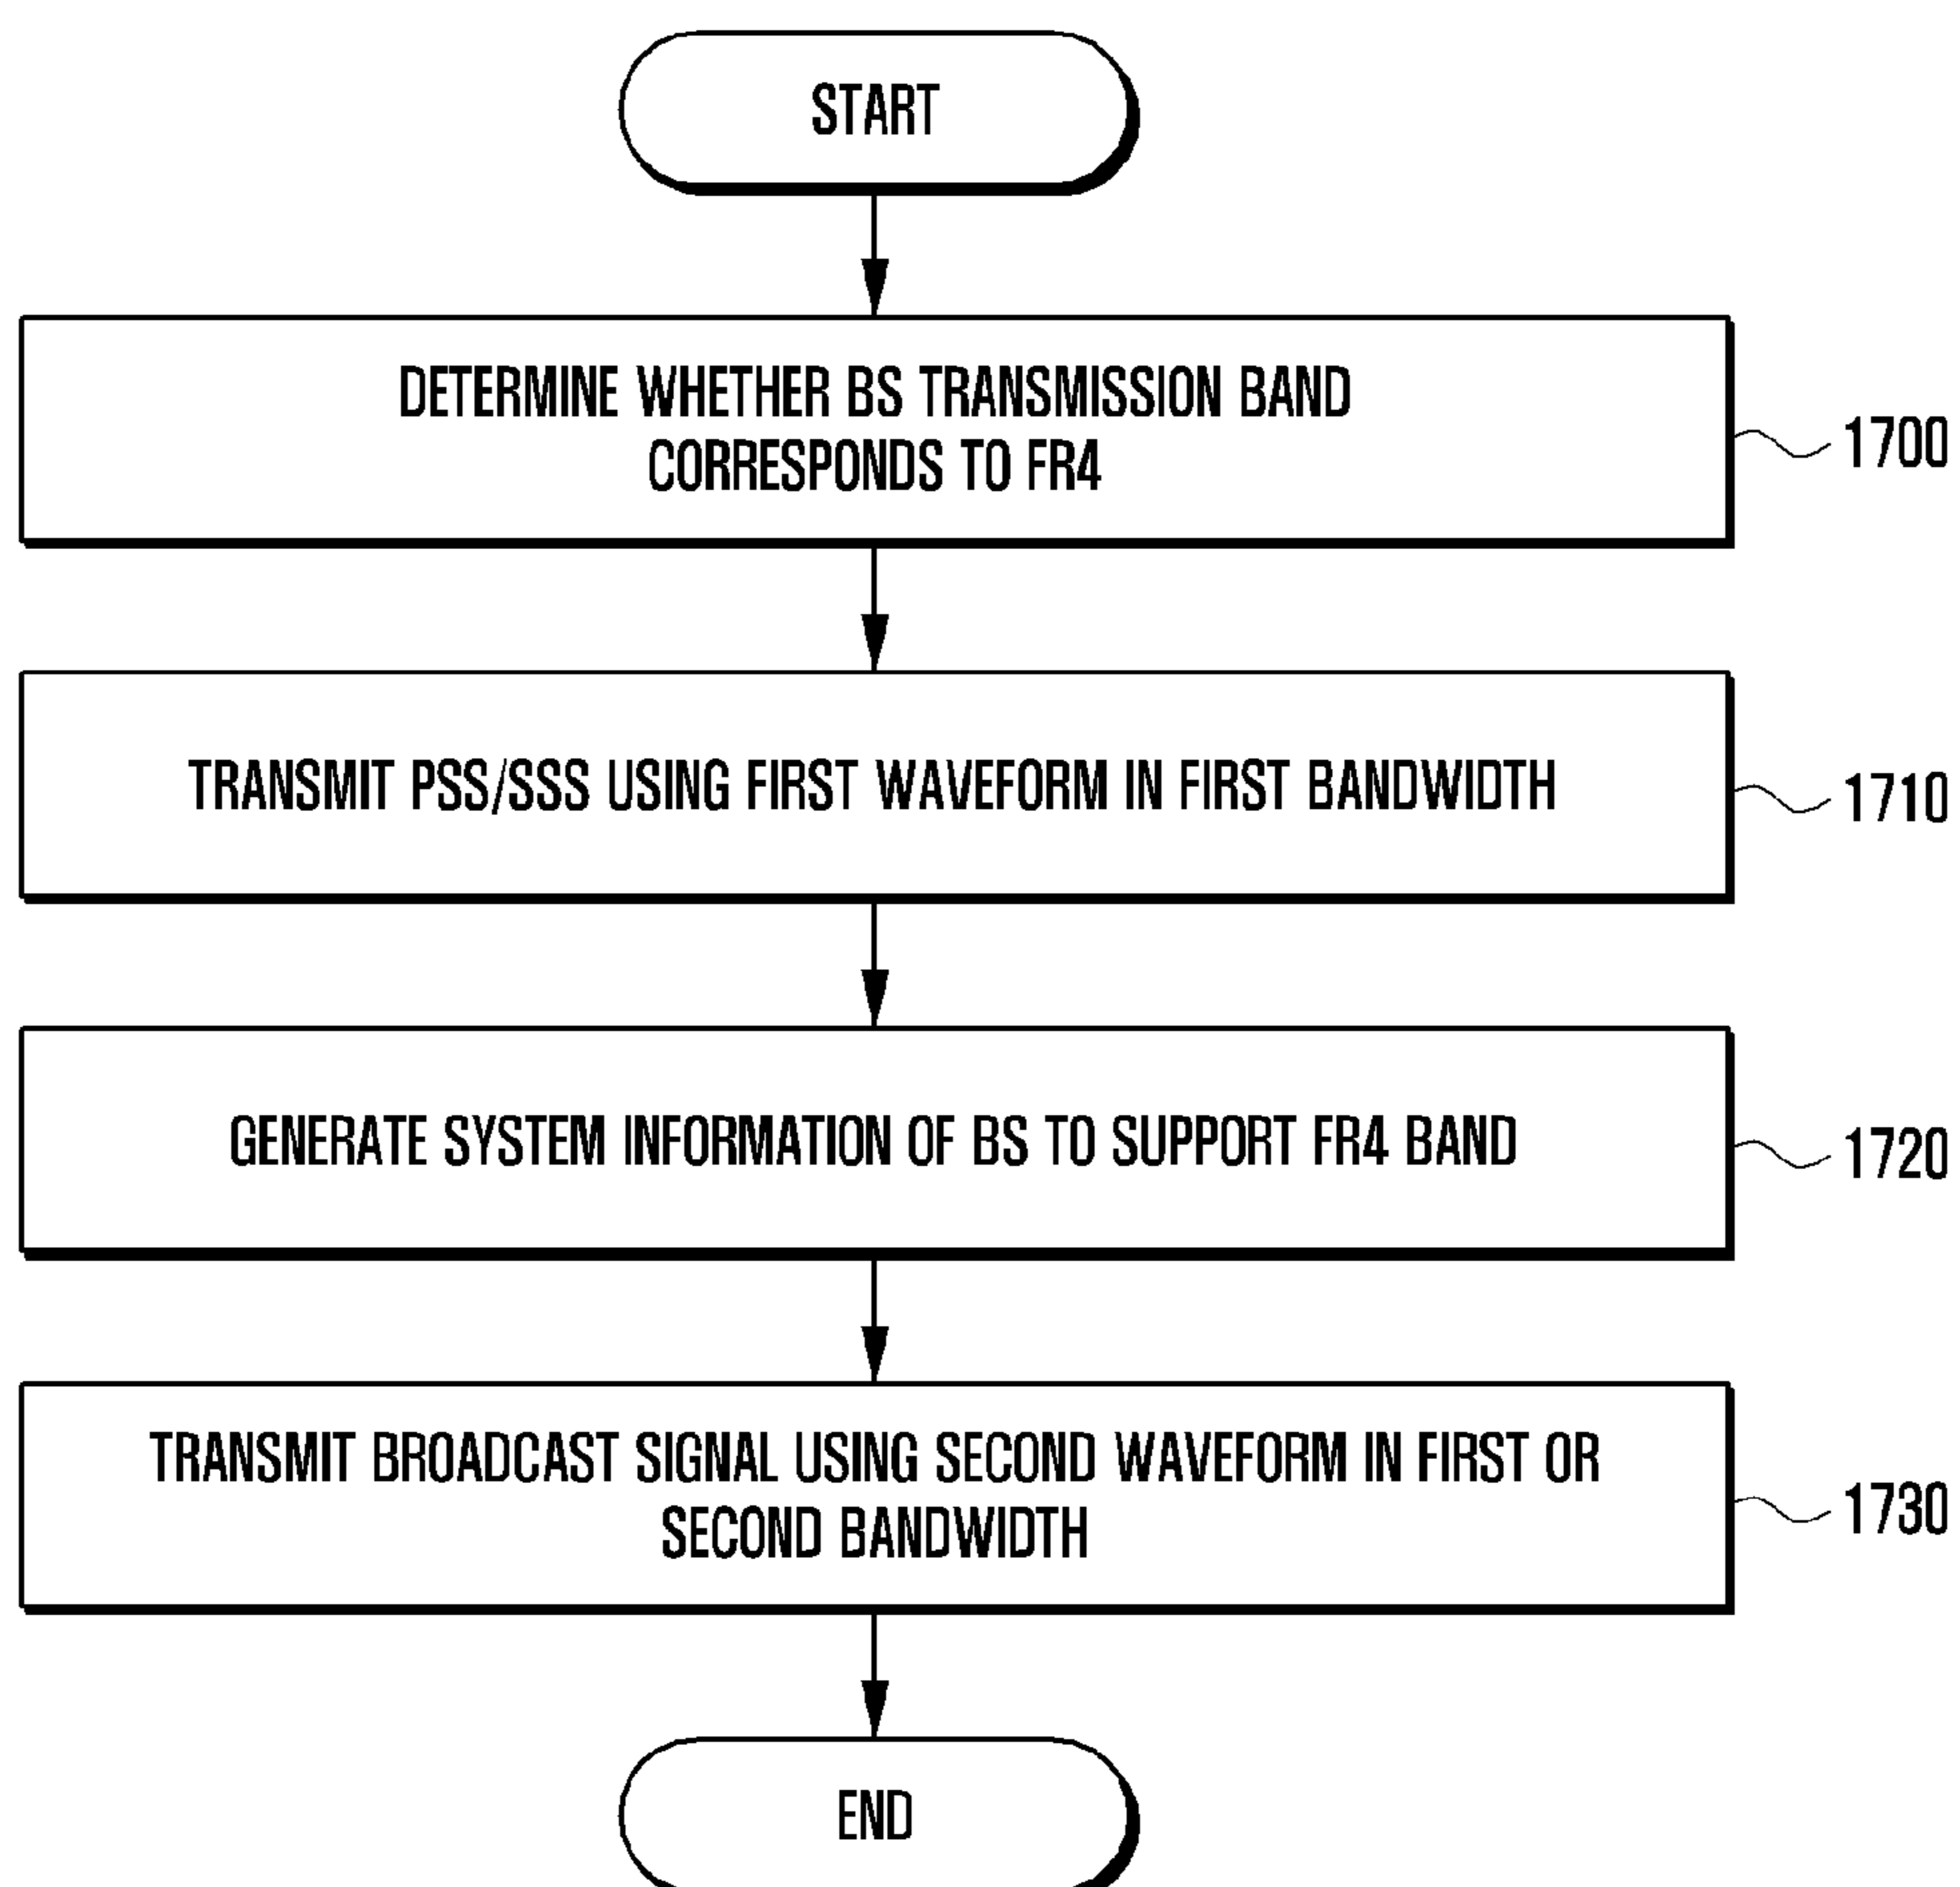 START
DETERMINE WHETHER BS TRANSMISSION BAND
CORRESPONDS TO FR4
1700
TRANSMIT PSS/SSS USING FIRST WAVEFORM IN FIRST BANDWIDTH
1710
GENERATE SYSTEM INFORMATION OF BS TO SUPPORT FR4 BAND
1720
TRANSMIT BROADCAST SIGNAL USING SECOND WAVEFORM IN FIRST OR
SECOND BANDWIDTH
1730
END